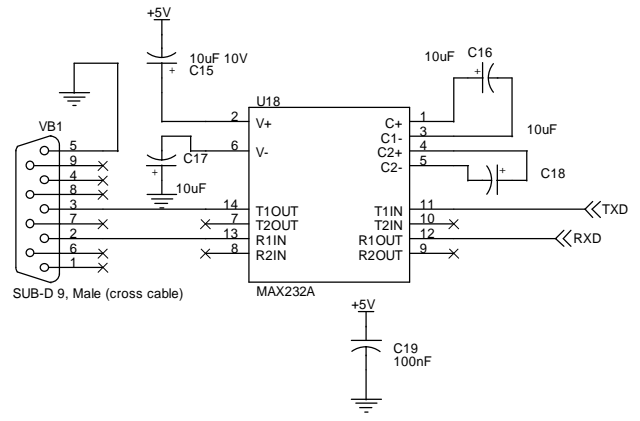 +5V
10uF 10V
C15
+
U18
10uF
C16
+
2
V+
C+
1
C1-
3
10uF
VB1
5
9
4
8
3
7
2
6
1
6
V-
C17
+
10uF
C2+
4
C2-
5
+
C18
14
T1OUT
T1IN
11
TXD
7
T2OUT
T2IN
10
13
R1IN
R1OUT
12
RXD
8
R2IN
R2OUT
9
SUB-D 9, Male (cross cable)
MAX232A
+5V
C19
100nF